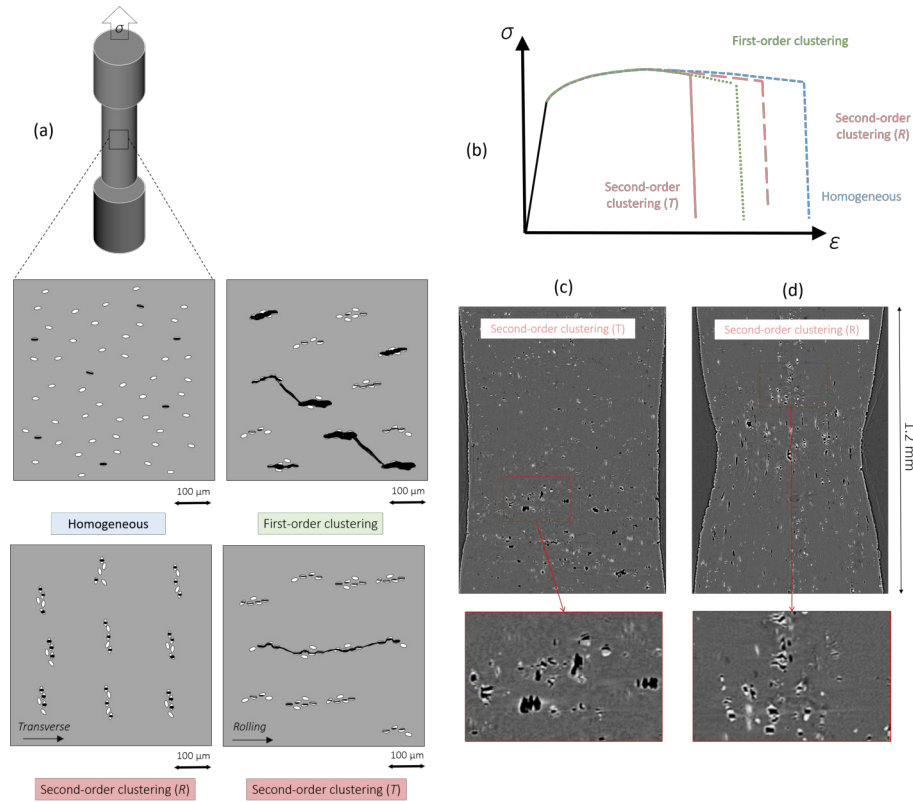 σ
(a)
100 μm
100 μm
Homogeneous
First-order clustering
Transverse
Rolling
100 μm
100 μm
Second-order clustering (R)
Second-order clustering (T)
σ
First-order clustering
(b)
Second-order
clustering (R)
Second-order
clustering (T)
Homogeneous
ε
(c)
(d)
Second-order clustering (T)
Second-order clustering (R)
1.2 mm